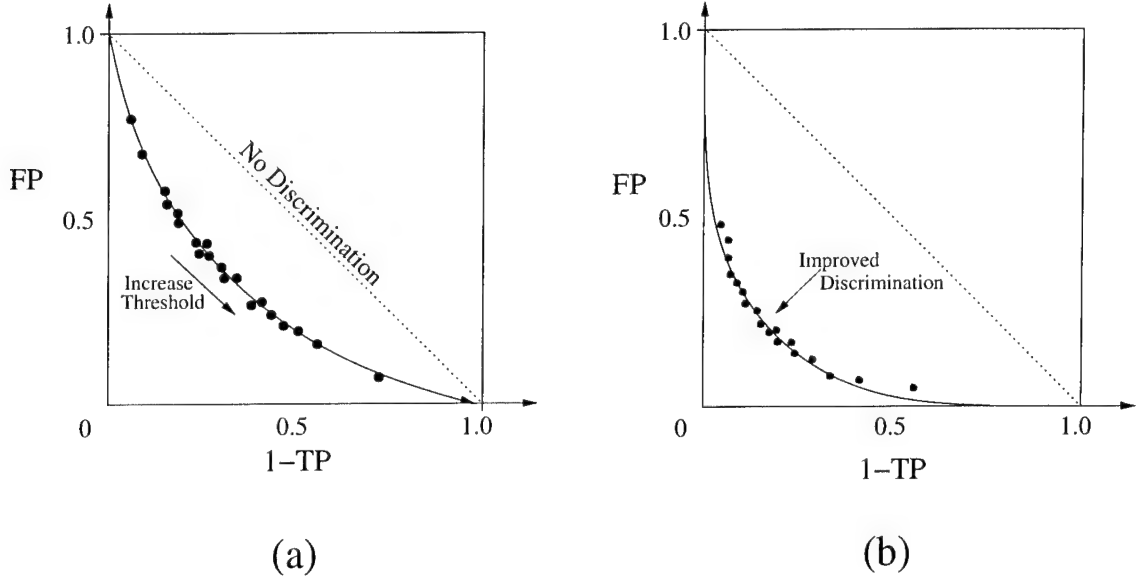 1.0
No Discrimination
FP
0.5
Increase
Threshold
0
0.5
1.0
1−TP
(a)
1.0
FP
0.5
Improved
Discrimination
0
0.5
1.0
1−TP
(b)